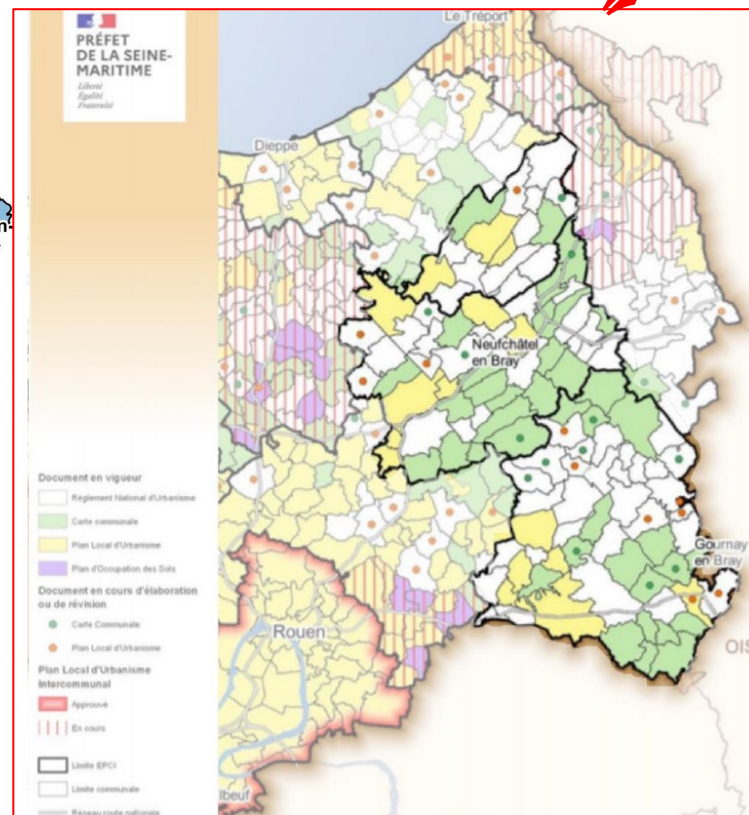 PRÉFET
DE LA SEINE-
MARITIME
Liberté
Égalité
Fraternité
Le Tréport
Dieppe
Neufchâtel
en Bray
Gournay
en Bray
OIS
Rouen
lbeuf
Document en vigueur
Règlement National d'Urbanisme
Carte communale
Plan Local d'Urbanisme
Plan d'Occupation des Sols
Document en cours d'élaboration
ou de révision
Carte Communale
Plan Local d'Urbanisme
Plan Local d'Urbanisme
Intercommunal
Approuvé
En cours
Limite EPCI
Limite communale
Réseau route nationale